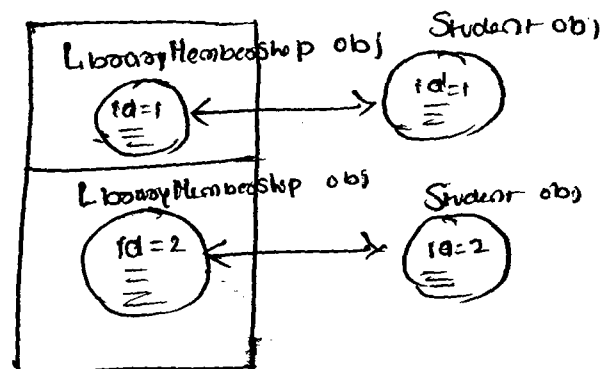 Student obj
LibraryMembership obj
id=1
id=1
LibraryMembership obj
Student obj
id=2
id=2